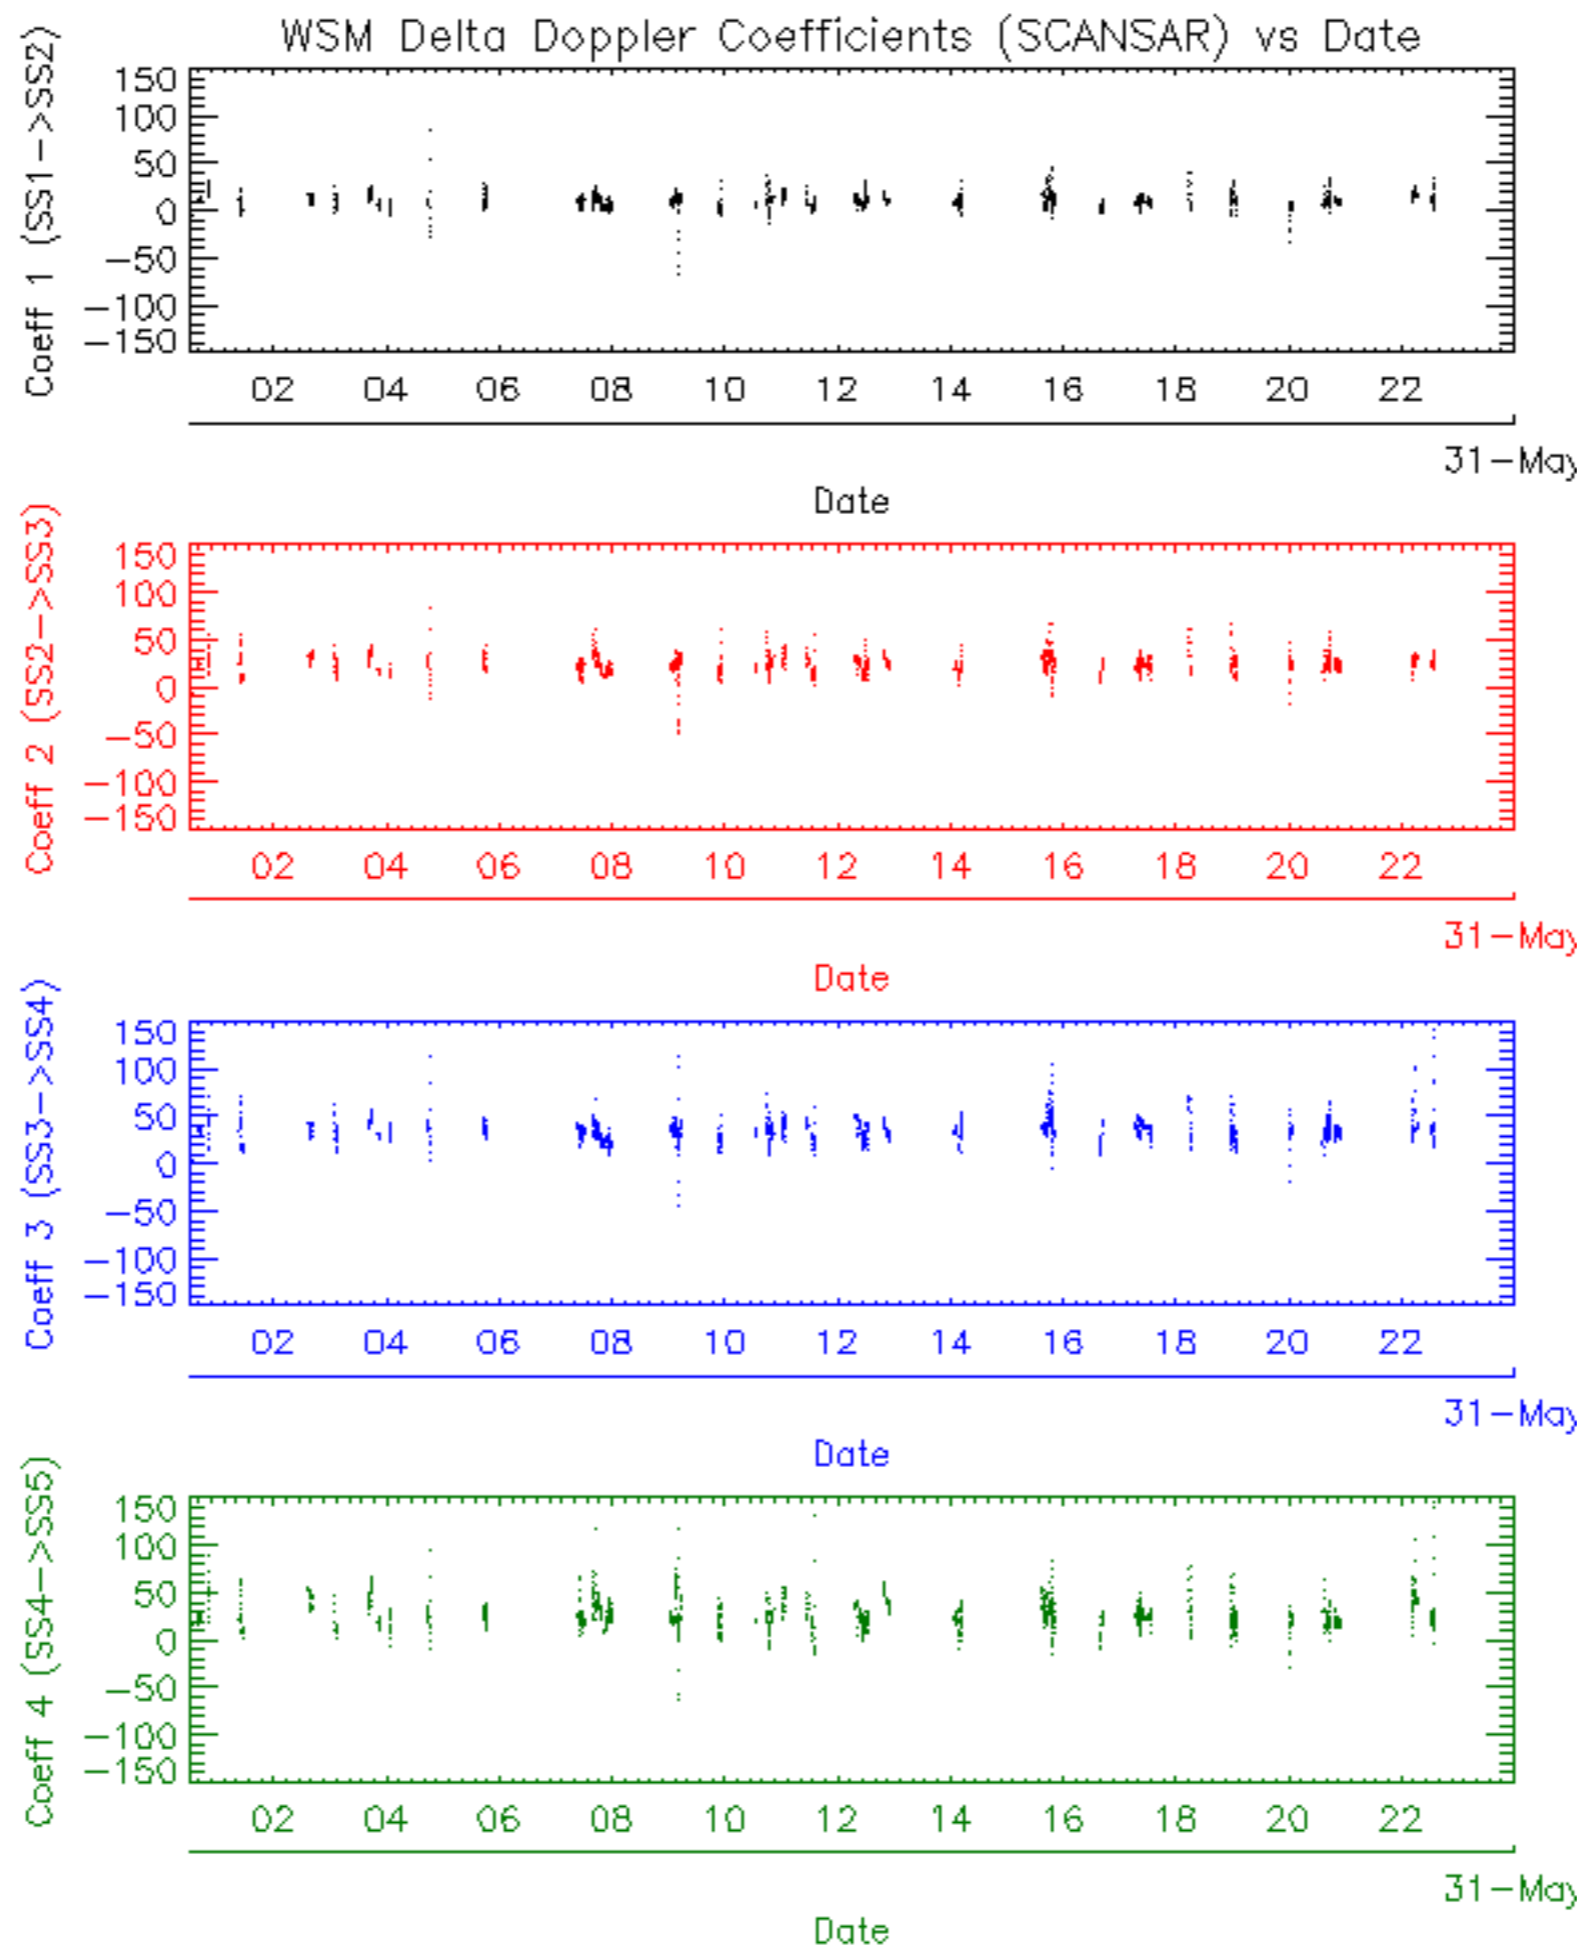 WSM Delta Doppler Coefficients (SCANSAR) vs Date
Coeff 1 (SS1->SS2)
150
100
50
0
-50
-100
-150
02 04 06 08 10 12 14 16 18 20 22
31-May
Date
Coeff 2 (SS2->SS3)
150
100
50
0
-50
-100
-150
02 04 06 08 10 12 14 16 18 20 22
31-May
Date
Coeff 3 (SS3->SS4)
150
100
50
0
-50
-100
-150
02 04 06 08 10 12 14 16 18 20 22
31-May
Date
Coeff 4 (SS4->SS5)
150
100
50
0
-50
-100
-150
02 04 06 08 10 12 14 16 18 20 22
31-May
Date